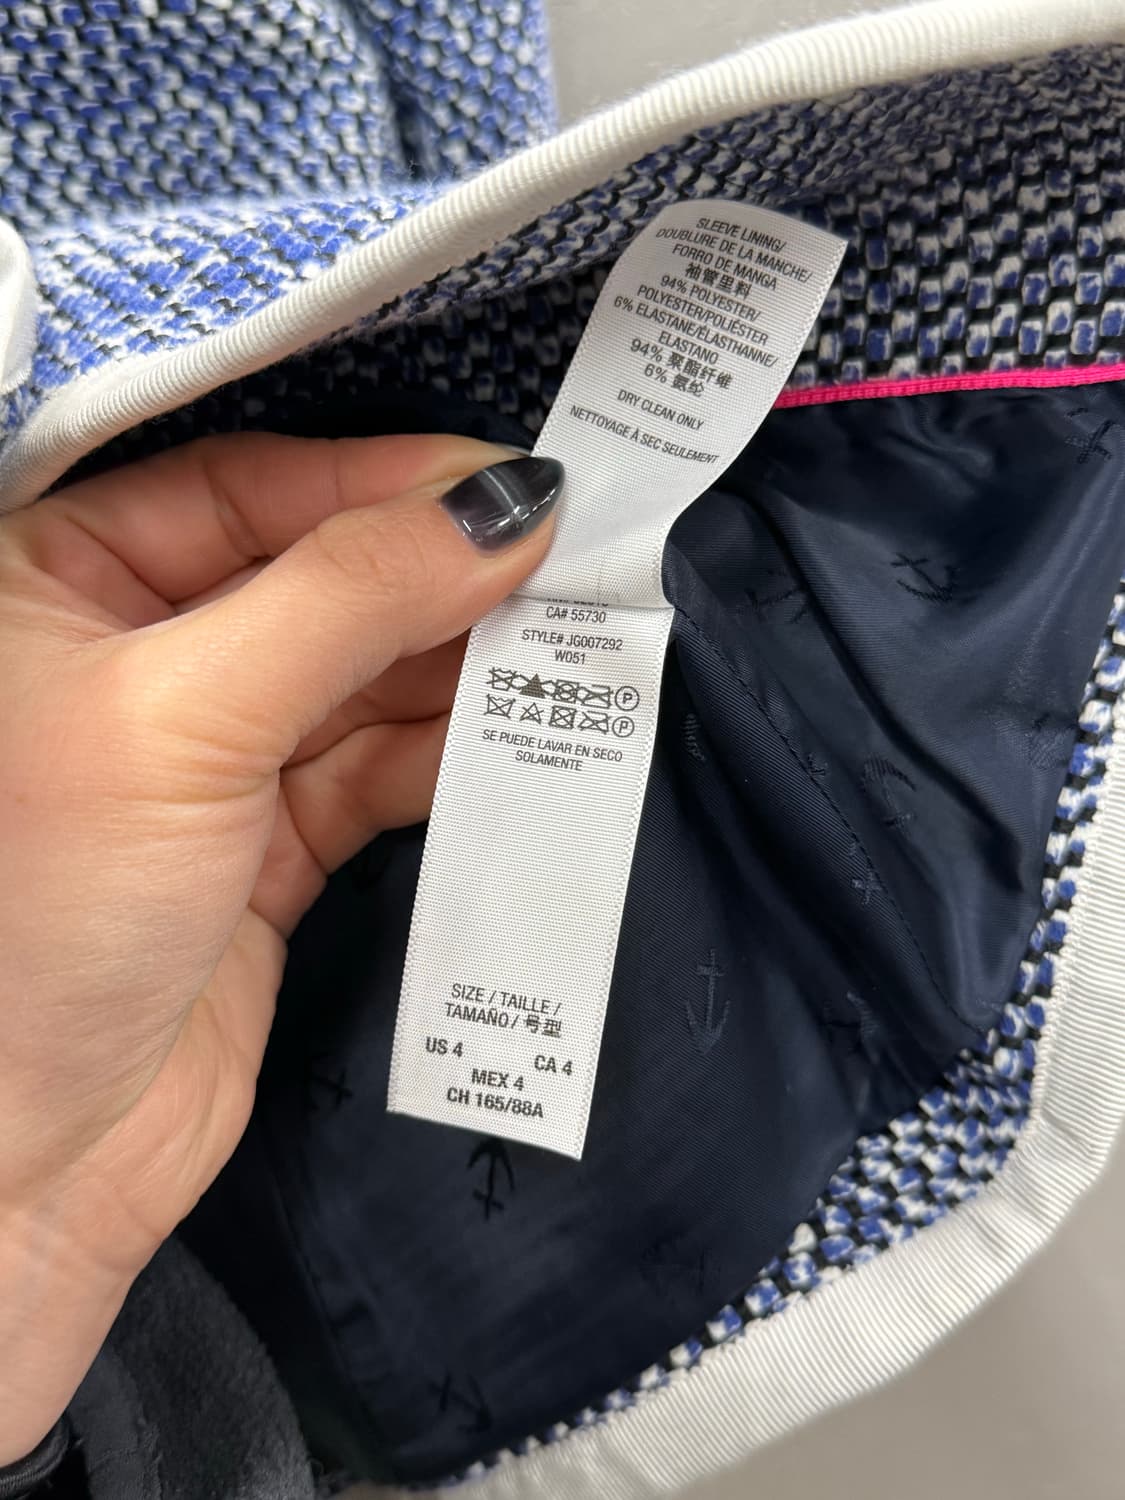 SLEEVE LINING/
DOUBLURE DE LA MANCHE/
FORRO DE MANGA
袖管里料
94% POLYESTER/
POLYESTER/POLIÉSTER
6% ELASTANE/ÉLASTHANNE/
ELASTANO
94% 聚酯纤维
6% 氨纶
DRY CLEAN ONLY
NETTOYAGE À SEC SEULEMENT
CA# 55730
STYLE# JG007292
W051
P
P
SE PUEDE LAVAR EN SECO
SOLAMENTE
SIZE / TAILLE /
TAMAÑO / 号型
US 4 CA 4
MEX 4
CH 165/88A